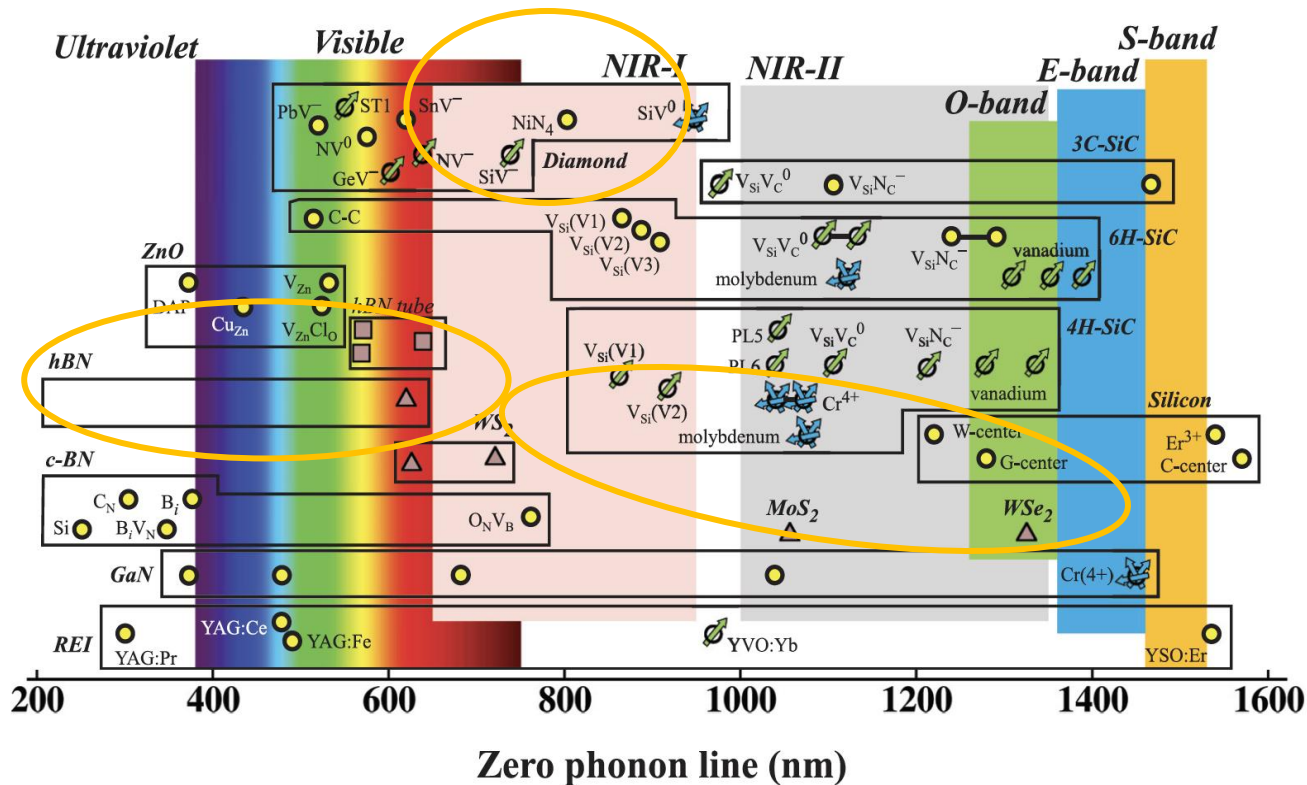 Ultraviolet
Visible
NIR-I
NIR-II
O-band
E-band
S-band
PbV⁻
ST1
SnV⁻
NV⁰
NiN₄
SiV⁰
GeV⁻
NV⁻
SiV⁻
Diamond
3C-SiC
V_SiV_C⁰
V_SiN_C⁻
C-C
V_Si(V1)
V_Si(V2)
V_Si(V3)
V_SiV_C⁰
V_SiN_C⁻
vanadium
6H-SiC
molybdenum
ZnO
DAP
V_Zn
Cu_Zn
V_ZnCl_O
hBN tube
PL5
V_SiV_C⁰
V_SiN_C⁻
4H-SiC
PL6
V_Si(V1)
V_Si(V2)
vanadium
Cr⁴⁺
molybdenum
hBN
WS₂
Silicon
W-center
Er³⁺
G-center
C-center
c-BN
C_N
B_i
Si
B_iV_N
O_NV_B
MoS₂
WSe₂
GaN
Cr(4+)
REI
YAG:Ce
YAG:Pr
YAG:Fe
YVO:Yb
YSO:Er
200 400 600 800 1000 1200 1400 1600
Zero phonon line (nm)